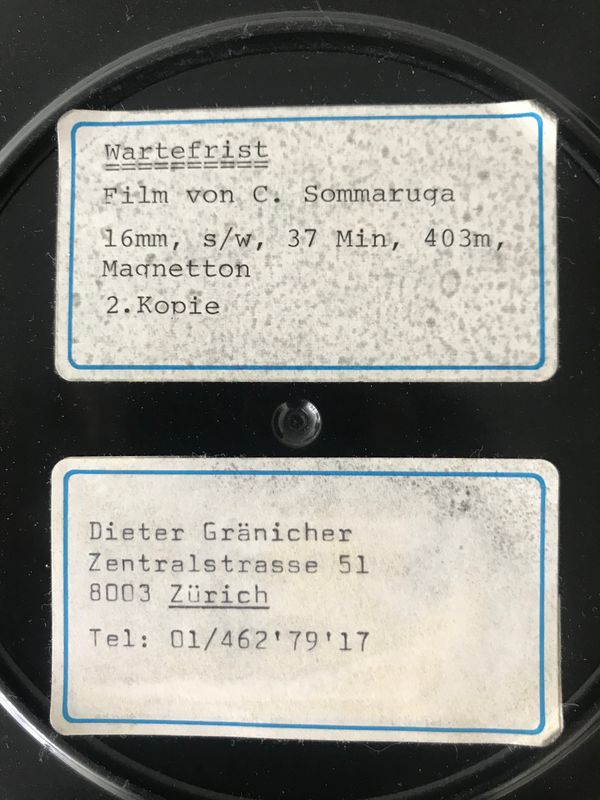 Wartefrist
Film von C. Sommaruga
16mm, s/w, 37 Min, 403m,
Magnetton
2.Kopie
Dieter Gränicher
Zentralstrasse 51
8003 Zürich
Tel: 01/462'79'17